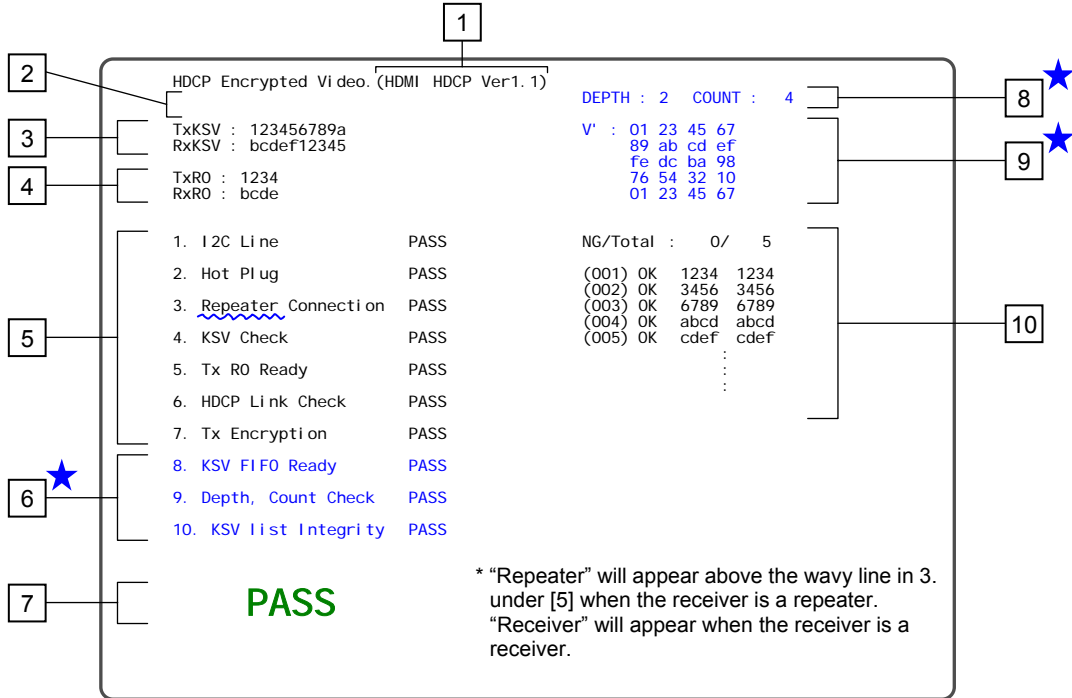 1
2
HDCP Encrypted Video.(HDMI HDCP Ver1.1)
DEPTH : 2 COUNT : 4
8
3
TxKSV : 123456789a
RxKSV : bcdef12345
V' : 01 23 45 67
89 ab cd ef
fe dc ba 98
76 54 32 10
01 23 45 67
9
4
TxR0 : 1234
RxR0 : bcde
5
1. I2C Line PASS
2. Hot Plug PASS
3. Repeater Connection PASS
4. KSV Check PASS
5. Tx R0 Ready PASS
6. HDCP Link Check PASS
7. Tx Encryption PASS
NG/Total : 0/ 5
(001) OK 1234 1234
(002) OK 3456 3456
(003) OK 6789 6789
(004) OK abcd abcd
(005) OK cdef cdef
:
:
:
10
6
8. KSV FIFO Ready PASS
9. Depth, Count Check PASS
10. KSV list Integrity PASS
7
PASS
* “Repeater” will appear above the wavy line in 3.
under [5] when the receiver is a repeater.
“Receiver” will appear when the receiver is a
receiver.